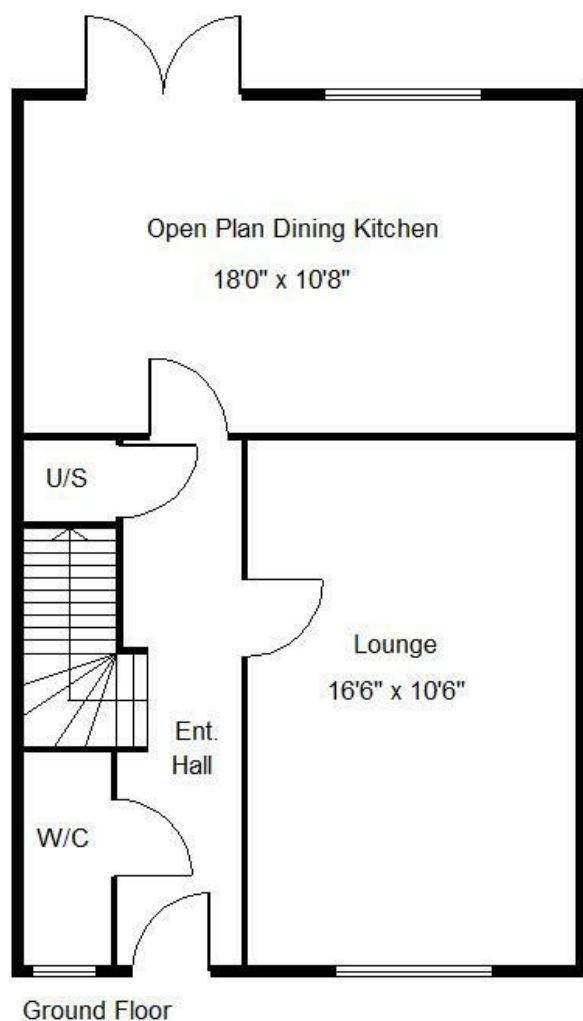 Open Plan Dining Kitchen
18'0" x 10'8"
U/S
Lounge
16'6" x 10'6"
Ent.
Hall
W/C
Ground Floor